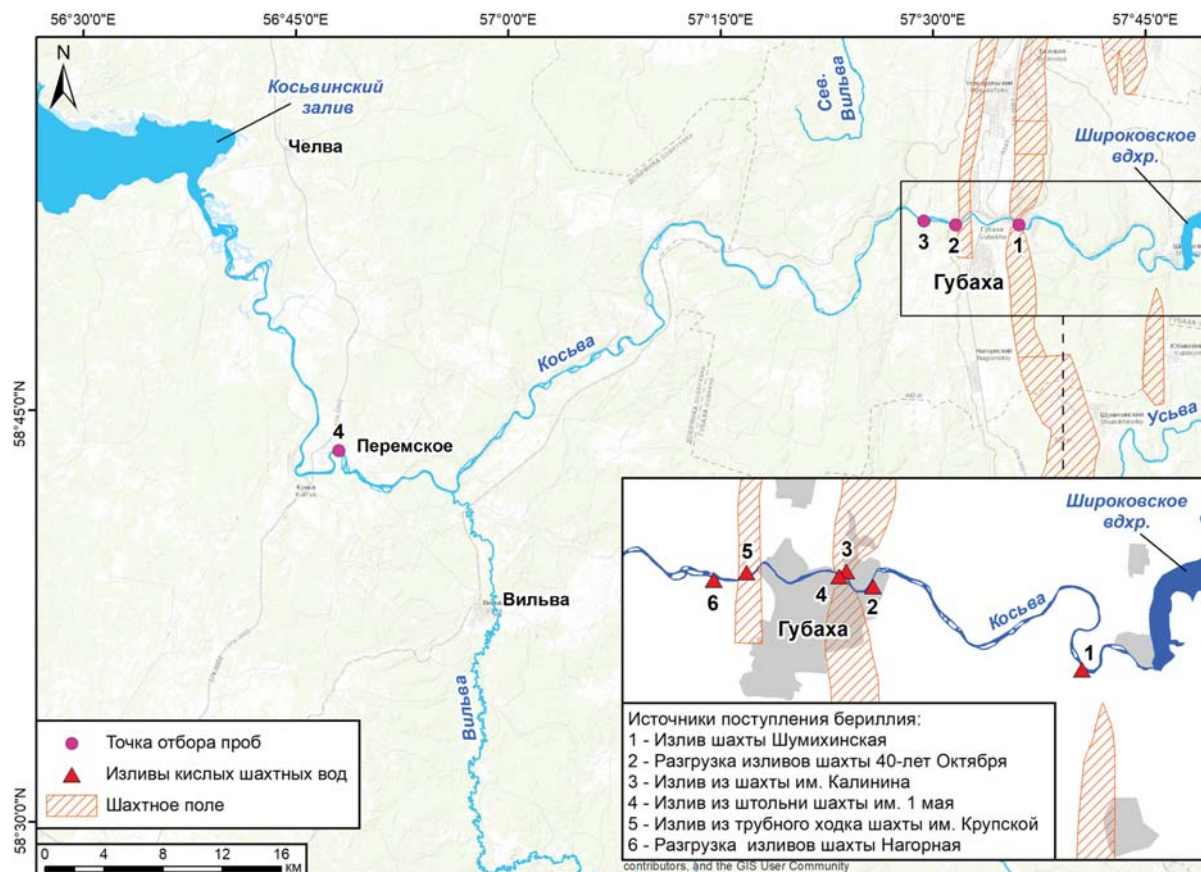 56°30'0"E 56°45'0"E 57°00'0"E 57°15'0"E 57°30'0"E 57°45'0"E
N
Косьвинский
залив
Челва
Сев.
Вильва
Широковское
вдхр.
3 2 1
Губаха
Губаха
Косьва
58°45'0"N
4
Перемское
Усьва
Вильва
Вильва
58°30'0"N
Широковское
вдхр.
5
3
6
4
2
Косьва
Губаха
1
Точка отбора проб
Изливы кислых шахтных вод
Шахтное поле
0 4 8 12 16
км
Источники поступления бериллия:
1 - Излив шахты Шумихинская
2 - Разгрузка изливов шахты 40-лет Октября
3 - Излив из шахты им. Калинина
4 - Излив из штольни шахты им. 1 мая
5 - Излив из трубного ходка шахты им. Крупской
6 - Разгрузка изливов шахты Нагорная
contributors, and the GIS User Community